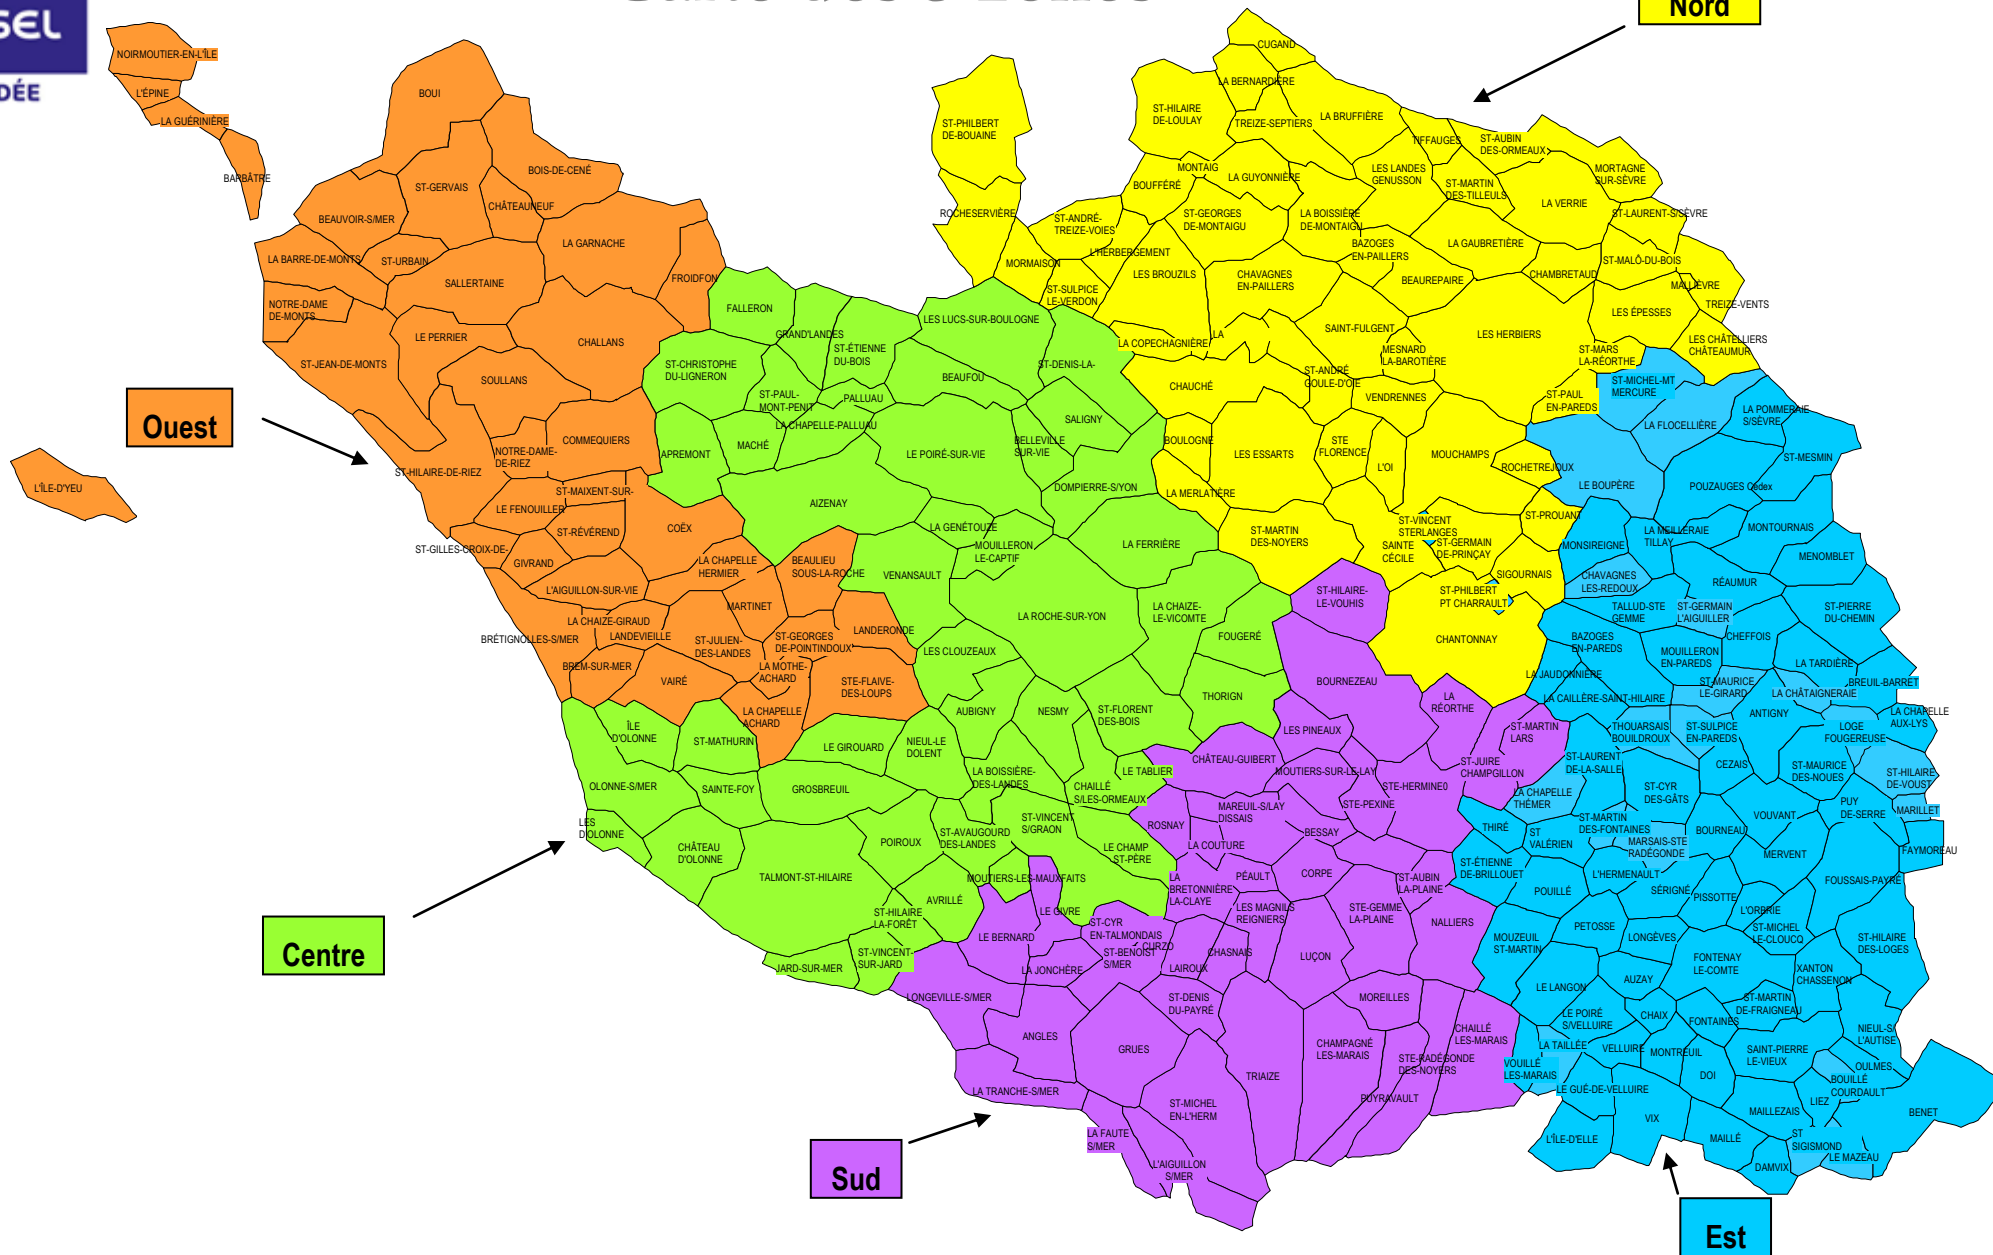 SEL
DÉE
Nord
Ouest
Centre
Sud
Est
NOIRMOUTIER-EN-L'ÎLE
L'ÉPINE
LA GUÉRINIÈRE
BARBÂTRE
BOUI
BOIS-DE-CENÉ
ST-GERVAIS
CHÂTEAUNEUF
BEAUVOIR-S/MER
LA GARNACHE
LA BARRE-DE-MONTS
ST-URBAIN
SALLERTAINE
FROIDFON
NOTRE-DAME
DE-MONTS
LE PERRIER
CHALLANS
ST-JEAN-DE-MONTS
SOULLANS
COMMEQUIERS
NOTRE-DAME-
DE-RIEZ
ST-HILAIRE-DE-RIEZ
L'ÎLE-D'YEU
ST-MAIXENT-SUR-
LE FENOUILLER
ST-RÉVÉREND
COËX
ST-GILLES-CROIX-DE-
GIVRAND
L'AIGUILLON-SUR-VIE
LA CHAPELLE
HERMIER
BEAULIEU
SOUS-LA-ROCHE
MARTINET
LA CHAIZE-GIRAUD
LANDEVIEILLE
BRÉTIGNOLLES-S/MER
ST-JULIEN-
DES-LANDES
ST-GEORGES
DE-POINTINDOUX
LANDERONDE
BREM-SUR-MER
VAIRÉ
LA MOTHE-
ACHARD
STE-FLAIVE-
DES-LOUPS
LA CHAPELLE
ACHARD
FALLERON
GRAND'LANDES
ST-ÉTIENNE
DU-BOIS
LES LUCS-SUR-BOULOGNE
ST-CHRISTOPHE
DU-LIGNERON
ST-PAUL-
MONT-PENIT
PALLUAU
BEAUFOU
ST-DENIS-LA-
SALIGNY
APREMONT
MACHÉ
LA CHAPELLE-PALLUAU
LE POIRÉ-SUR-VIE
BELLEVILLE
SUR-VIE
DOMPIERRE-S/YON
AIZENAY
LA GENÉTOUZE
MOUILLERON
LE-CAPTIF
LA FERRIÈRE
VENANSAULT
LA ROCHE-SUR-YON
LA CHAIZE-
LE-VICOMTE
FOUGERÉ
LES CLOUZEAUX
THORIGN
AUBIGNY
NESMY
ST-FLORENT
DES-BOIS
ÎLE
D'OLONNE
ST-MATHURIN
LE GIROUARD
NIEUL-LE
DOLENT
LA BOISSIÈRE-
DES-LANDES
CHAILLÉ
S/LES-ORMEAUX
LE TABLIER
OLONNE-S/MER
SAINTE-FOY
GROSBREUIL
LES
D'OLONNE
CHÂTEAU
D'OLONNE
POIROUX
ST-AVAUGOURD
DES-LANDES
ST-VINCENT
S/GRAON
LE CHAMP
ST-PÈRE
TALMONT-ST-HILAIRE
MOUTIERS-LES-MAUXFAITS
AVRILLÉ
ST-HILAIRE
LA-FORÊT
JARD-SUR-MER
ST-VINCENT-
SUR-JARD
CUGAND
LA BERNARDIÈRE
ST-HILAIRE
DE-LOULAY
TREIZE-SEPTIERS
LA BRUFFIÈRE
ST-PHILBERT
DE-BOUAINE
TIFFAUGES
ST-AUBIN
DES-ORMEAUX
MORTAGNE
SUR-SÈVRE
MONTAIG
BOUFFÉRÉ
LA GUYONNIÈRE
LES LANDES
GENUSSON
ST-MARTIN
DES-TILLEULS
LA VERRIE
ROCHESERVIÈRE
ST-ANDRÉ-
TREIZE-VOIES
ST-GEORGES
DE-MONTAIGU
LA BOISSIÈRE
DE-MONTAIGU
ST-LAURENT-S/SÈVRE
L'HERBERGEMENT
BAZOGES
EN-PAILLERS
LA GAUBRETIÈRE
ST-MALÔ-DU-BOIS
MORMAISON
LES BROUZILS
CHAVAGNES
EN-PAILLERS
BEAUREPAIRE
CHAMBRETAUD
MALLIÈVRE
TREIZE-VENTS
ST-SULPICE
LE-VERDON
LES ÉPESSES
LA COPECHAGNIÈRE
LA
SAINT-FULGENT
LES HERBIERS
LES CHÂTELLIERS
CHÂTEAUMUR
MESNARD
LA-BAROTIÈRE
ST-MARS
LA-RÉORTHE
CHAUCHÉ
ST-ANDRÉ
GOULE-D'OIE
VENDRENNES
ST-PAUL
EN-PAREDS
BOULOGNE
LES ESSARTS
STE
FLORENCE
L'OI
MOUCHAMPS
ROCHETREJOUX
LA MERLATIÈRE
ST-MARTIN
DES-NOYERS
ST-VINCENT
STERLANGES
ST-PROUANT
SAINTE
CÉCILE
ST-GERMAIN
DE-PRINÇAY
SIGOURNAIS
ST-PHILBERT
PT CHARRAULT
CHANTONNAY
ST-HILAIRE-
LE-VOUHIS
BOURNEZEAU
LA
RÉORTHE
ST-MARTIN
LARS
LES PINEAUX
CHÂTEAU-GUIBERT
MOUTIERS-SUR-LE-LAY
ST-JUIRE
CHAMPGILLON
STE-HERMINE0
STE-PEXINE
MAREUIL-S/LAY
DISSAIS
ROSNAY
BESSAY
LA COUTURE
LA
BRETONNIÈRE
LA-CLAYE
PÉAULT
CORPE
ST-AUBIN
LA-PLAINE
LES MAGNILS
REIGNIERS
STE-GEMME
LA-PLAINE
NALLIERS
LE GIVRE
LE BERNARD
ST-CYR
EN-TALMONDAIS
CURZO
ST-BENOIST
S/MER
CHASNAIS
LUÇON
LA JONCHÈRE
LAIROUX
LONGEVILLE-S/MER
ST-DENIS
DU-PAYRÉ
MOREILLES
ANGLES
GRUES
CHAMPAGNÉ
LES-MARAIS
CHAILLÉ
LES-MARAIS
STE-RADÉGONDE
DES-NOYERS
TRIAIZE
LA TRANCHE-S/MER
ST-MICHEL
EN-L'HERM
PUYRAVAULT
LA FAUTE
S/MER
L'AIGUILLON
S/MER
ST-MICHEL-MT
MERCURE
LA FLOCELLIÈRE
LA POMMERAIE
S/SÈVRE
ST-MESMIN
LE BOUPÈRE
POUZAUGES Cedex
MONSIREIGNE
LA MEILLERAIE
TILLAY
MONTOURNAIS
MENOMBLET
CHAVAGNES
LES-REDOUX
RÉAUMUR
TALLUD-STE
GEMME
ST-GERMAIN
L'AIGUILLER
ST-PIERRE
DU-CHEMIN
BAZOGES
EN-PAREDS
CHEFFOIS
MOUILLERON
EN-PAREDS
LA TARDIÈRE
LA JAUDONNIÈRE
ST-MAURICE
LE-GIRARD
BREUIL-BARRET
LA CAILLÈRE-SAINT-HILAIRE
LA CHÂTAIGNERAIE
ANTIGNY
LA CHAPELLE
AUX-LYS
THOUARSAIS
BOUILDROUX
ST-SULPICE
EN-PAREDS
LOGE
FOUGEREUSE
ST-LAURENT
DE-LA-SALLE
CEZAIS
ST-MAURICE
DES-NOUES
ST-HILAIRE
DE-VOUST
LA CHAPELLE
THÉMER
ST-CYR
DES-GÂTS
PUY
DE-SERRE
MARILLET
THIRÉ
ST
VALÉRIEN
ST-MARTIN
DES-FONTAINES
BOURNEAU
VOUVANT
MARSAIS-STE
RADÉGONDE
MERVENT
FAYMOREAU
ST-ÉTIENNE
DE-BRILLOUET
L'HERMENAULT
POUILLÉ
SÉRIGNÉ
PISSOTTE
FOUSSAIS-PAYRÉ
L'ORBRIE
PETOSSE
LONGÈVES
ST-MICHEL
LE-CLOUCQ
ST-HILAIRE
DES-LOGES
MOUZEUIL
ST-MARTIN
FONTENAY
LE-COMTE
AUZAY
XANTON
CHASSENON
LE LANGON
ST-MARTIN
DE-FRAIGNEAU
LE POIRÉ
S/VELLUIRE
CHAIX
FONTAINES
NIEUL-S/
L'AUTISE
LA TAILLÉE
VELLUIRE
MONTREUIL
SAINT-PIERRE
LE-VIEUX
VOUILLÉ
LES-MARAIS
DOI
OULMES
BOUILLÉ
COURDAULT
LE GUÉ-DE-VELLUIRE
LIEZ
BENET
VIX
MAILLEZAIS
L'ÎLE-D'ELLE
MAILLÉ
ST
SIGISMOND
LE MAZEAU
DAMVIX